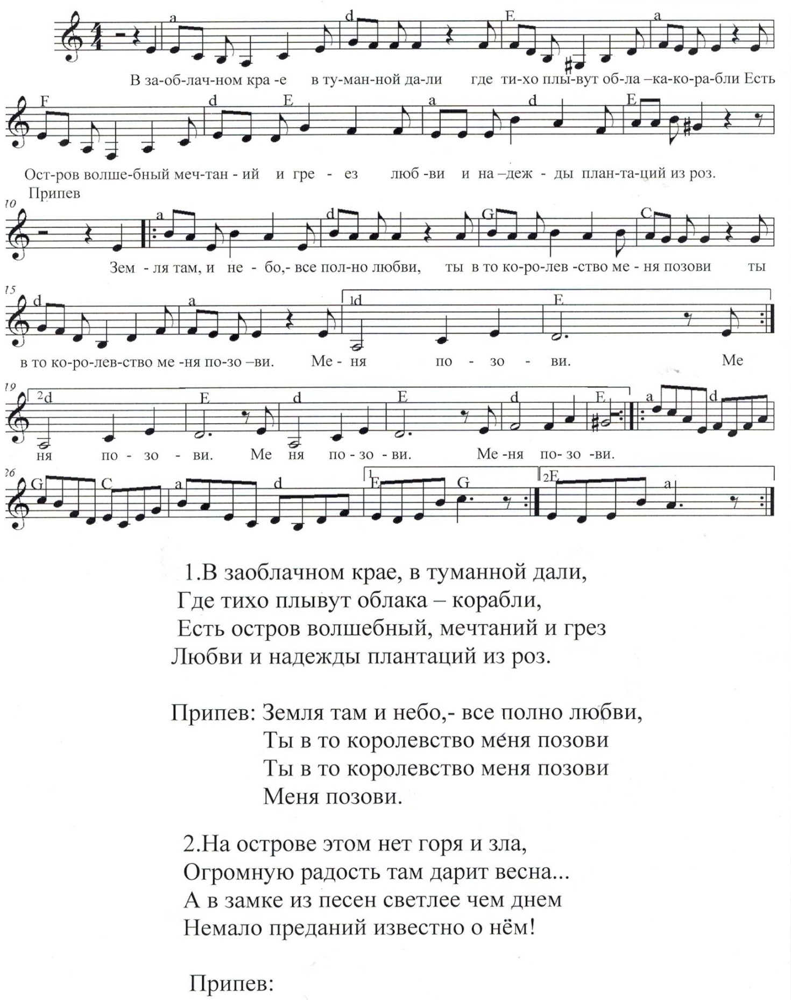 a d E a
В за-об-лач-ном кра -е в ту-ман-ной да-ли где ти-хо плы-вут об-ла –ка-ко-ра-бли Есть
F d E a d E
Ост-ров волше-бный меч-тан - ий и гре - ез люб -ви и на –деж - ды план-та-ций из роз.
Припев
10
a d G C
Зем - ля там, и не - бо,- все пол-но любви, ты в то ко-ро-лев -ство ме - ня позови ты
15
d a 1d E
в то ко-ро-лев-ство ме -ня по-зо –ви. Ме - ня по - зо - ви. Ме
19
2d E d E d E a d
ня по - зо - ви. Ме ня по - зо - ви. Ме -ня по- зо -ви.
26
G C a d 1 E G 2E a
1.В заоблачном крае, в туманной дали,
Где тихо плывут облака – корабли,
Есть остров волшебный, мечтаний и грез
Любви и надежды плантаций из роз.
Припев: Земля там и небо,- все полно любви,
Ты в то королевство меня позови
Ты в то королевство меня позови
Меня позови.
2.На острове этом нет горя и зла,
Огромную радость там дарит весна...
А в замке из песен светлее чем днем
Немало преданий известно о нём!
Припев: